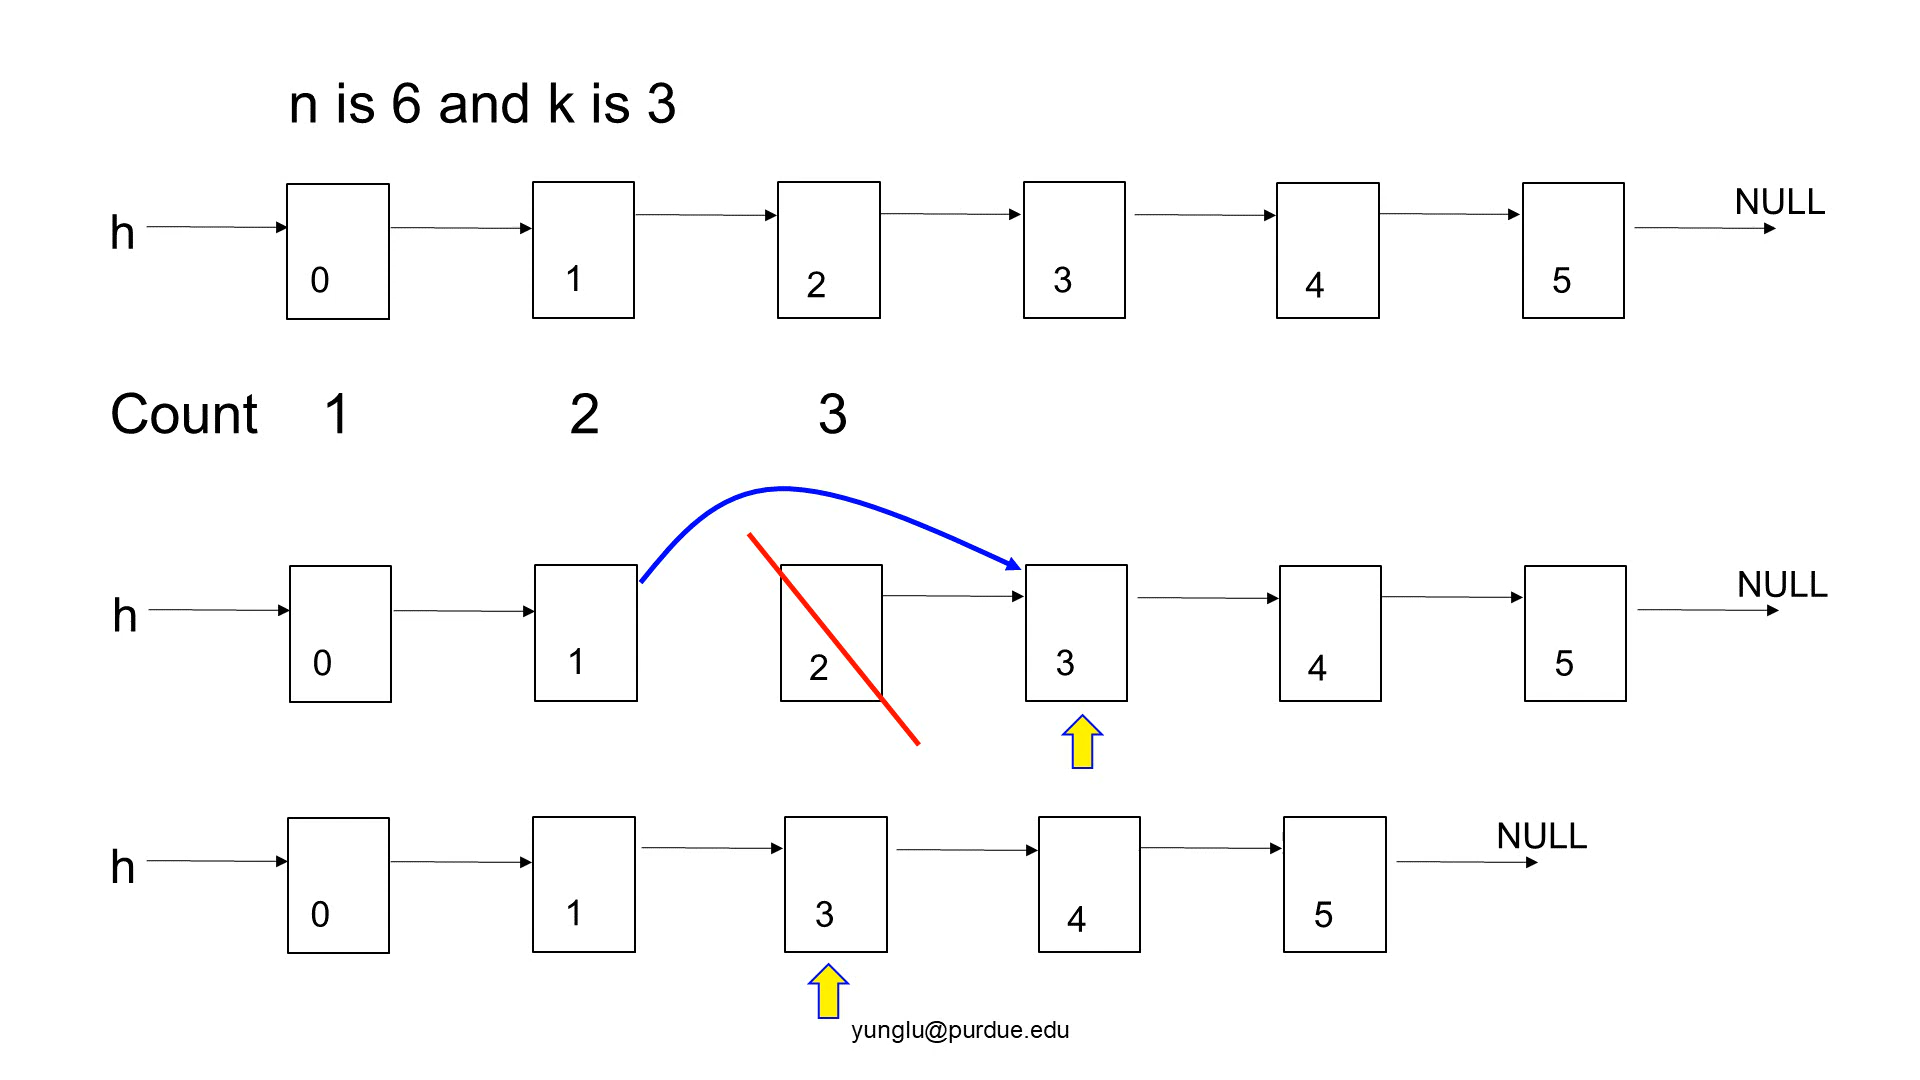 n is 6 and k is 3
NULL
h
0 1 2 3 4 5
Count 1 2 3
NULL
h
0 1 2 3 4 5
NULL
h
0 1 3 4 5
yunglu@purdue.edu